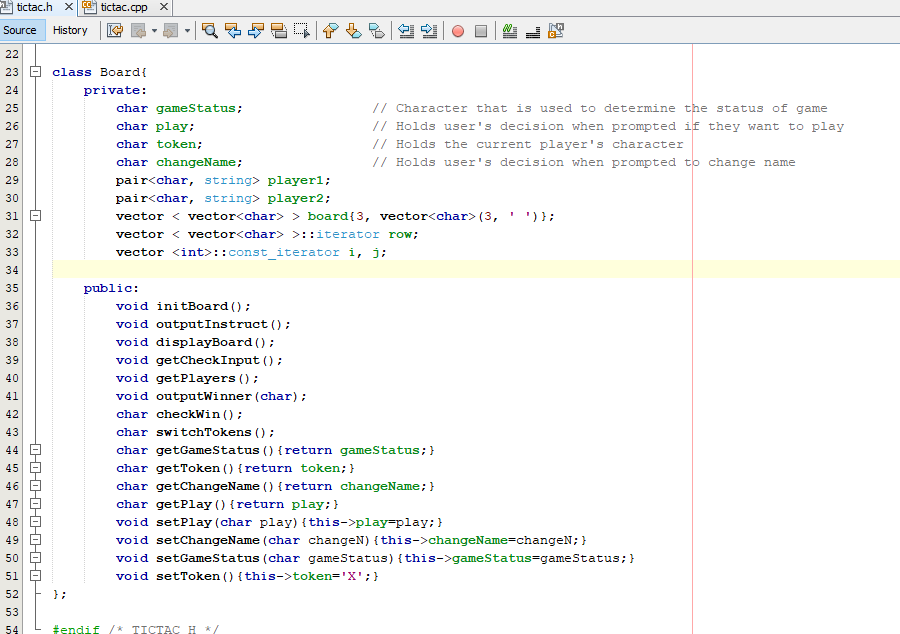 tictac.h tictac.cpp
Source History
22
23 class Board{
24 private:
25 char gameStatus; // Character that is used to determine the status of game
26 char play; // Holds user's decision when prompted if they want to play
27 char token; // Holds the current player's character
28 char changeName; // Holds user's decision when prompted to change name
29 pair<char, string> player1;
30 pair<char, string> player2;
31 vector < vector<char> > board{3, vector<char>(3, ' ')};
32 vector < vector<char> >::iterator row;
33 vector <int>::const_iterator i, j;
34
35 public:
36 void initBoard();
37 void outputInstruct();
38 void displayBoard();
39 void getCheckInput();
40 void getPlayers();
41 void outputWinner(char);
42 char checkWin();
43 char switchTokens();
44 char getGameStatus(){return gameStatus;}
45 char getToken(){return token;}
46 char getChangeName(){return changeName;}
47 char getPlay(){return play;}
48 void setPlay(char play){this->play=play;}
49 void setChangeName(char changeN){this->changeName=changeN;}
50 void setGameStatus(char gameStatus){this->gameStatus=gameStatus;}
51 void setToken(){this->token='X';}
52 };
53
54 #endif /* TICTAC_H */